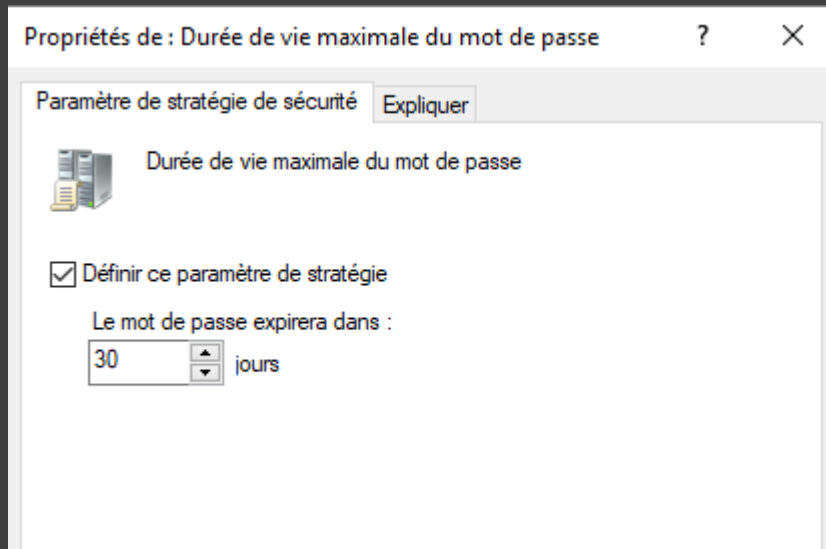 Propriétés de : Durée de vie maximale du mot de passe ?
Paramètre de stratégie de sécurité Expliquer
Durée de vie maximale du mot de passe
Définir ce paramètre de stratégie
Le mot de passe expirera dans :
30 jours